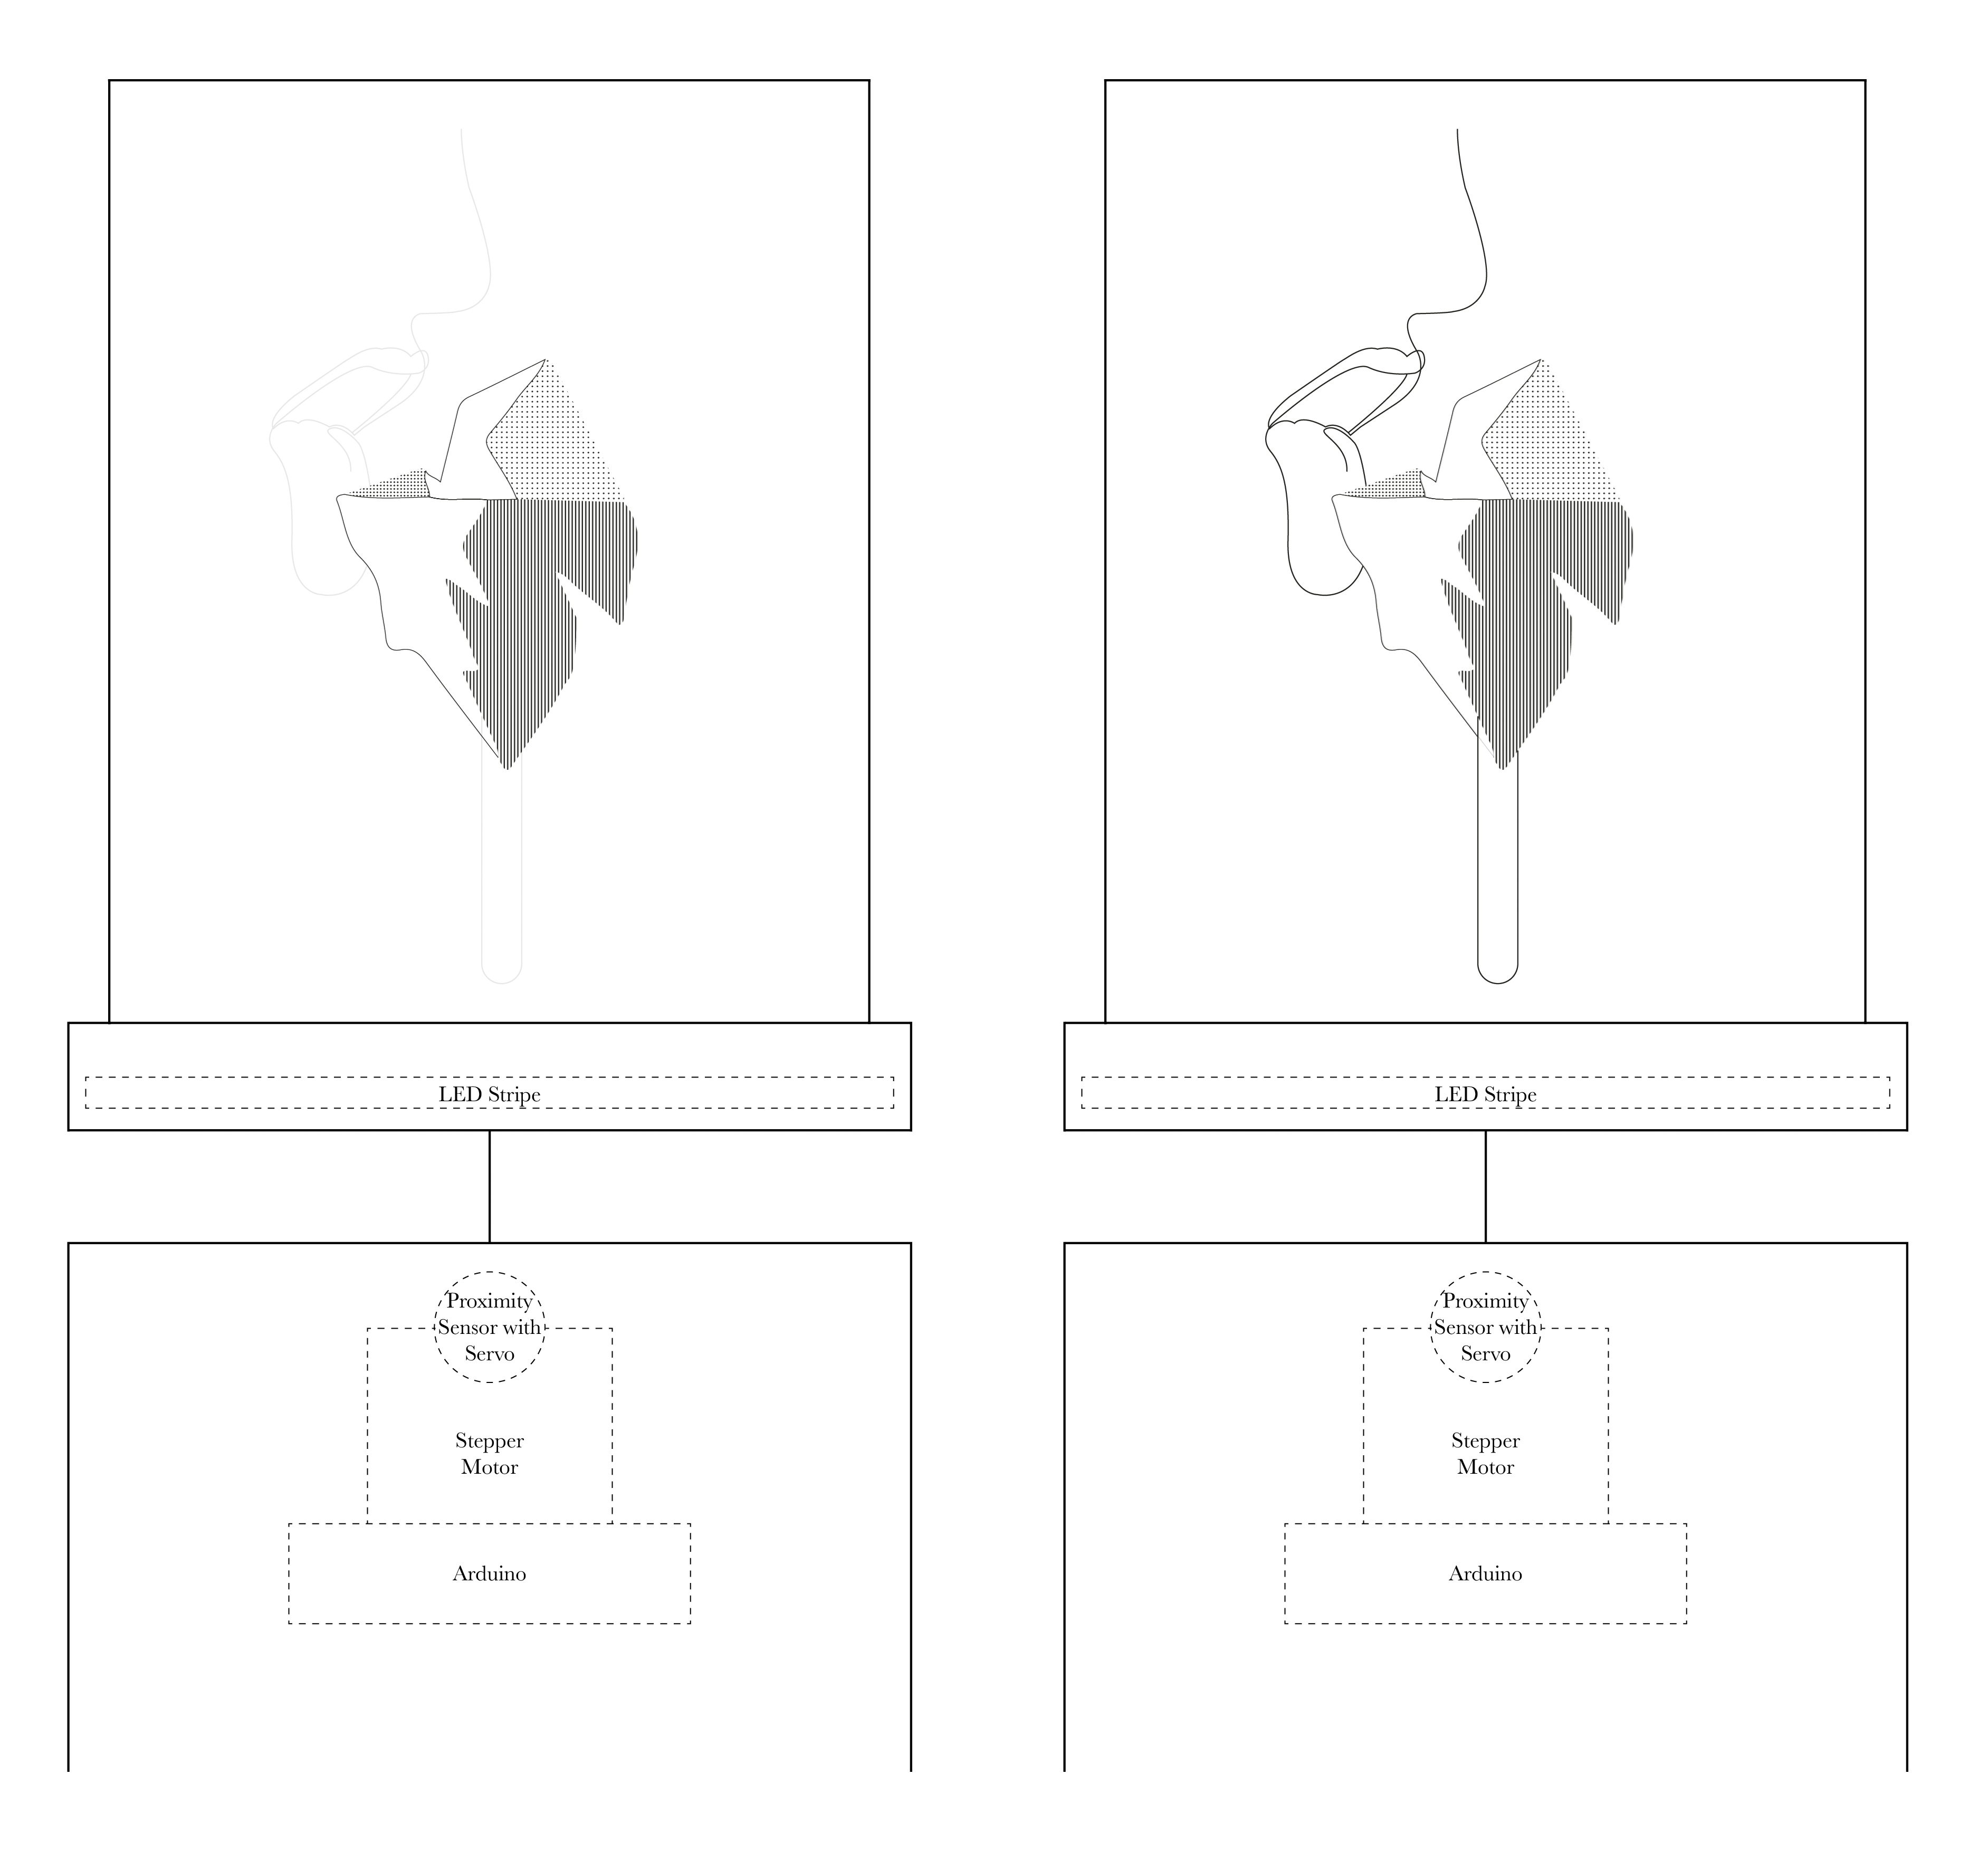 LED Stripe
Proximity
Sensor with
Servo
Stepper
Motor
Arduino
LED Stripe
Proximity
Sensor with
Servo
Stepper
Motor
Arduino